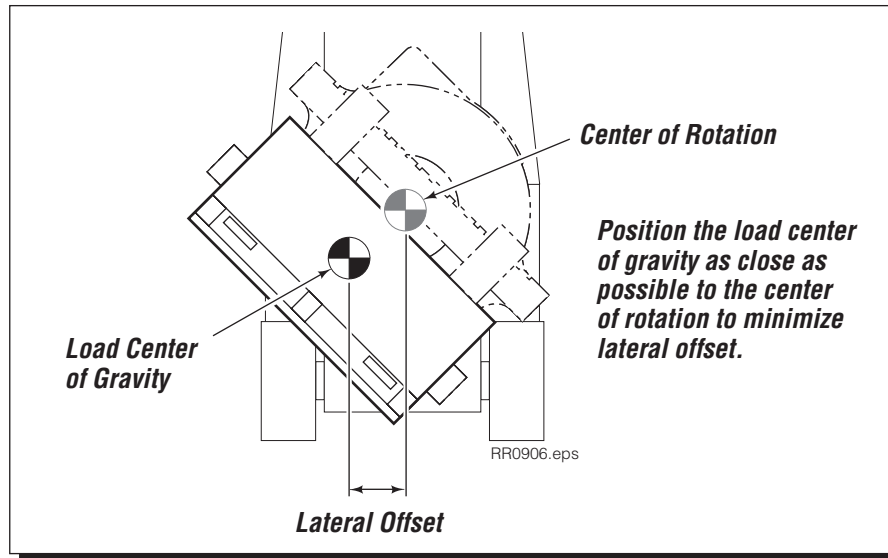 Center of Rotation
Position the load center
of gravity as close as
possible to the center
of rotation to minimize
lateral offset.
Load Center
of Gravity
RR0906.eps
Lateral Offset